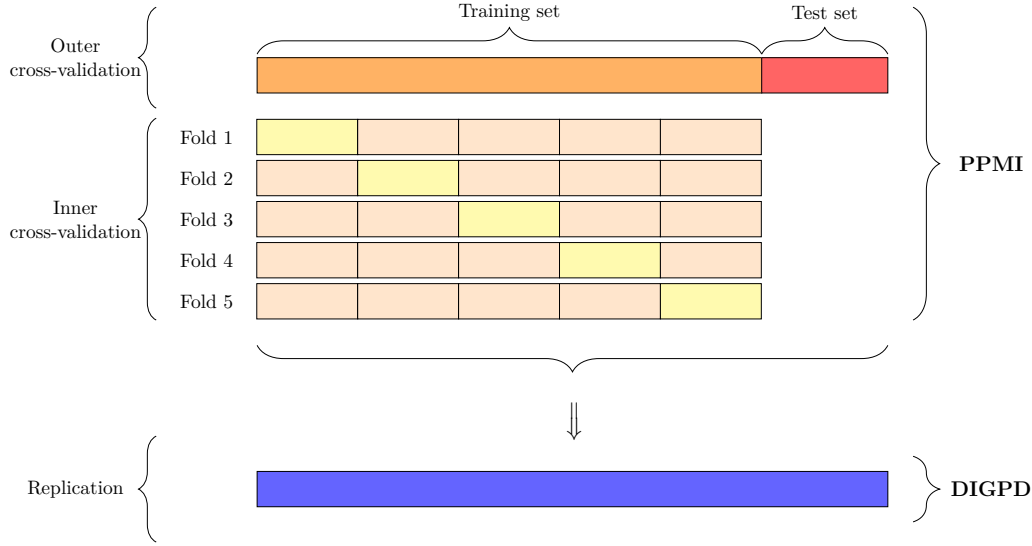 Training set
Test set
Outer
cross-validation
Fold 1
Fold 2
Fold 3
Fold 4
Fold 5
Inner
cross-validation
PPMI
⇓
Replication
DIGPD